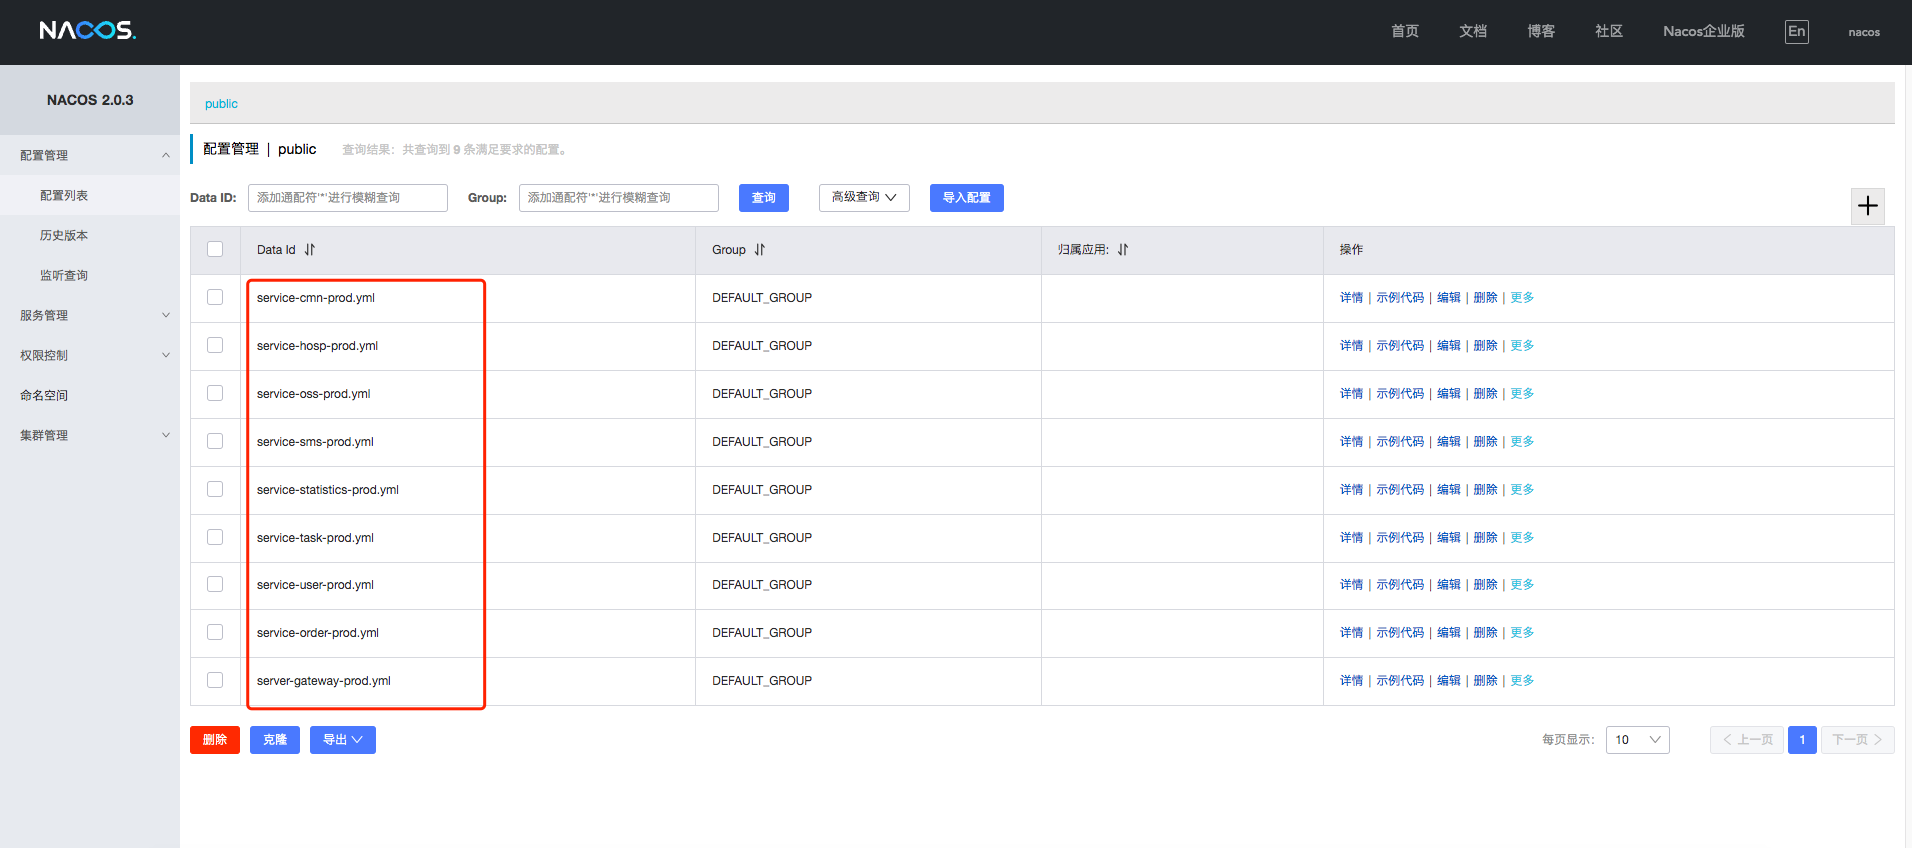 NACOS.
首页 文档 博客 社区 Nacos企业版 En nacos
NACOS 2.0.3
配置管理
配置列表
历史版本
监听查询
服务管理
权限控制
命名空间
集群管理
public
配置管理 | public 查询结果：共查询到 9 条满足要求的配置。
Data ID: 添加通配符'*'进行模糊查询 Group: 添加通配符'*'进行模糊查询 查询 高级查询 导入配置
Data Id Group 归属应用: 操作
service-cmn-prod.yml DEFAULT_GROUP 详情 | 示例代码 | 编辑 | 删除 | 更多
service-hosp-prod.yml DEFAULT_GROUP 详情 | 示例代码 | 编辑 | 删除 | 更多
service-oss-prod.yml DEFAULT_GROUP 详情 | 示例代码 | 编辑 | 删除 | 更多
service-sms-prod.yml DEFAULT_GROUP 详情 | 示例代码 | 编辑 | 删除 | 更多
service-statistics-prod.yml DEFAULT_GROUP 详情 | 示例代码 | 编辑 | 删除 | 更多
service-task-prod.yml DEFAULT_GROUP 详情 | 示例代码 | 编辑 | 删除 | 更多
service-user-prod.yml DEFAULT_GROUP 详情 | 示例代码 | 编辑 | 删除 | 更多
service-order-prod.yml DEFAULT_GROUP 详情 | 示例代码 | 编辑 | 删除 | 更多
server-gateway-prod.yml DEFAULT_GROUP 详情 | 示例代码 | 编辑 | 删除 | 更多
删除 克隆 导出 每页显示: 10 上一页 1 下一页